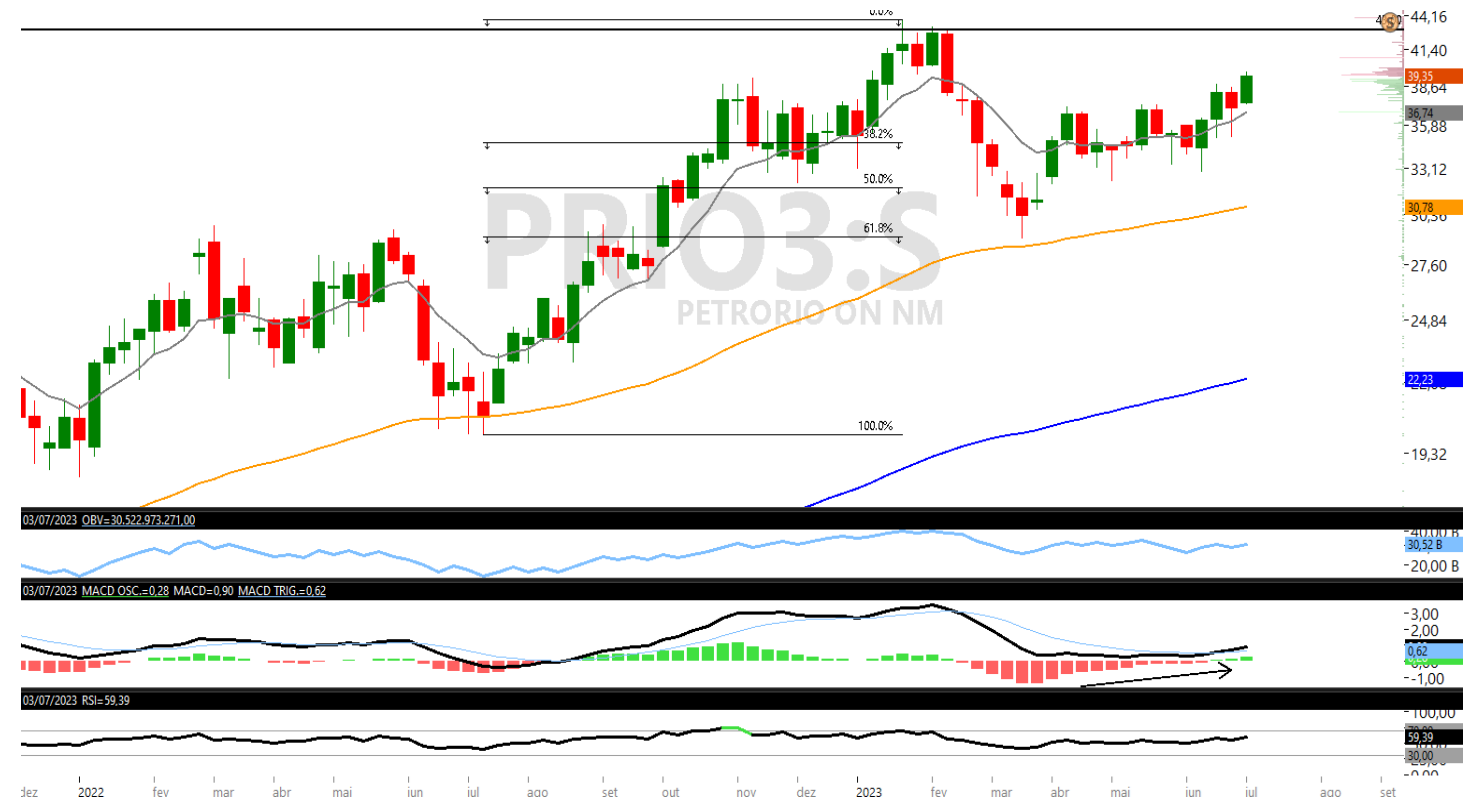 0.0%
44,16
41,40
39,35
38,64
36,74
35,88
38.2%
33,12
50.0%
30,78
61.8%
PRIO3:S
PETRORIO ON NM
27,60
24,84
22,23
100.0%
19,32
03/07/2023 OBV=30.522.973.271,00
40,00 B
30,52 B
20,00 B
03/07/2023 MACD OSC.=0,28 MACD=0,90 MACD TRIG.=0,62
3,00
2,00
0,62
-1,00
03/07/2023 RSI=59,39
100,00
59,39
30,00
dez 2022 fev mar abr mai jun jul ago set out nov dez 2023 fev mar abr mai jun jul ago set